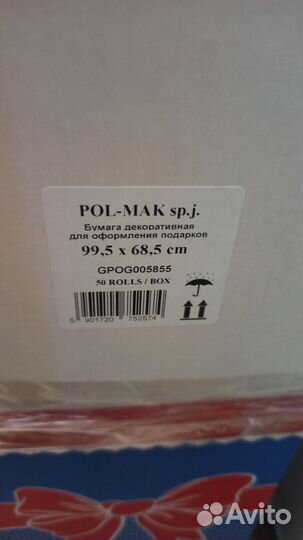 POL-MAK sp.j.
Бумага декоративная
для оформления подарков
99,5 x 68,5 cm
GPOG005855
50 ROLLS / BOX
5 901720 752574
Avito